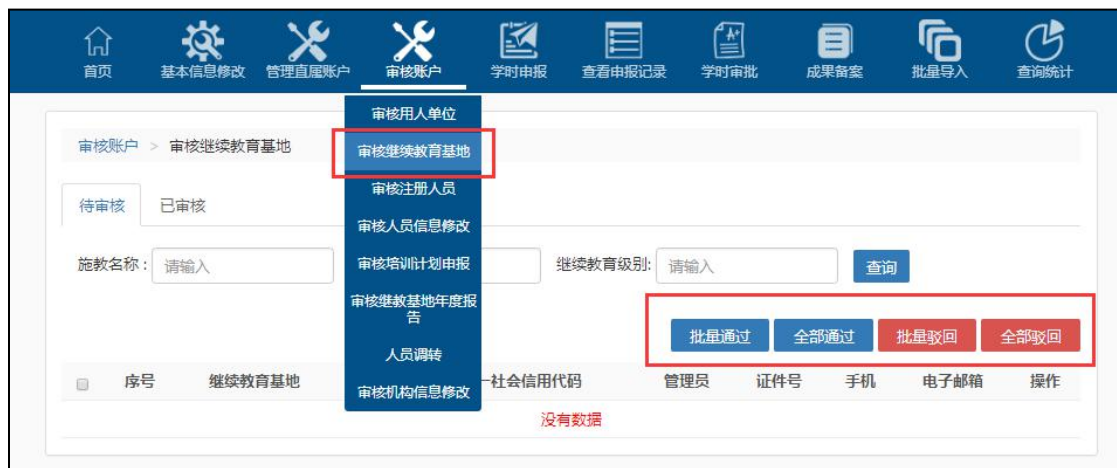 首页 基本信息修改 管理直属账户 审核账户 学时申报 查看申报记录 学时审批 成果备案 批量导入 查询统计
审核用人单位
审核账户 > 审核继续教育基地
审核继续教育基地
审核注册人员
待审核 已审核
审核人员信息修改
施教名称: 请输入
审核培训计划申报
继续教育级别: 请输入 查询
审核继教基地年度报
告
批量通过 全部通过 批量驳回 全部驳回
人员调转
序号 继续教育基地 一社会信用代码 管理员 证件号 手机 电子邮箱 操作
审核机构信息修改
没有数据